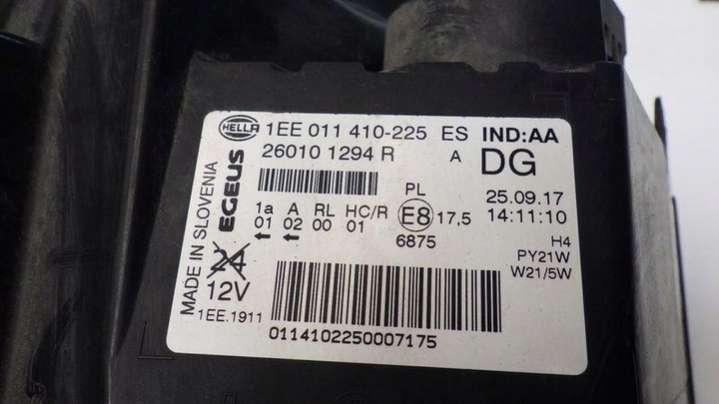 HELLA 1EE 011 410-225 ES IND:AA
26010 1294 R A DG
MADE IN SLOVENIA
EGELIS
PL
25.09.17
1a A RL HC/R E8 17,5 14:11:10
01 02 00 01
6875
H4
PY21W
W21/5W
24
12V
1EE.1911
01141022500007175